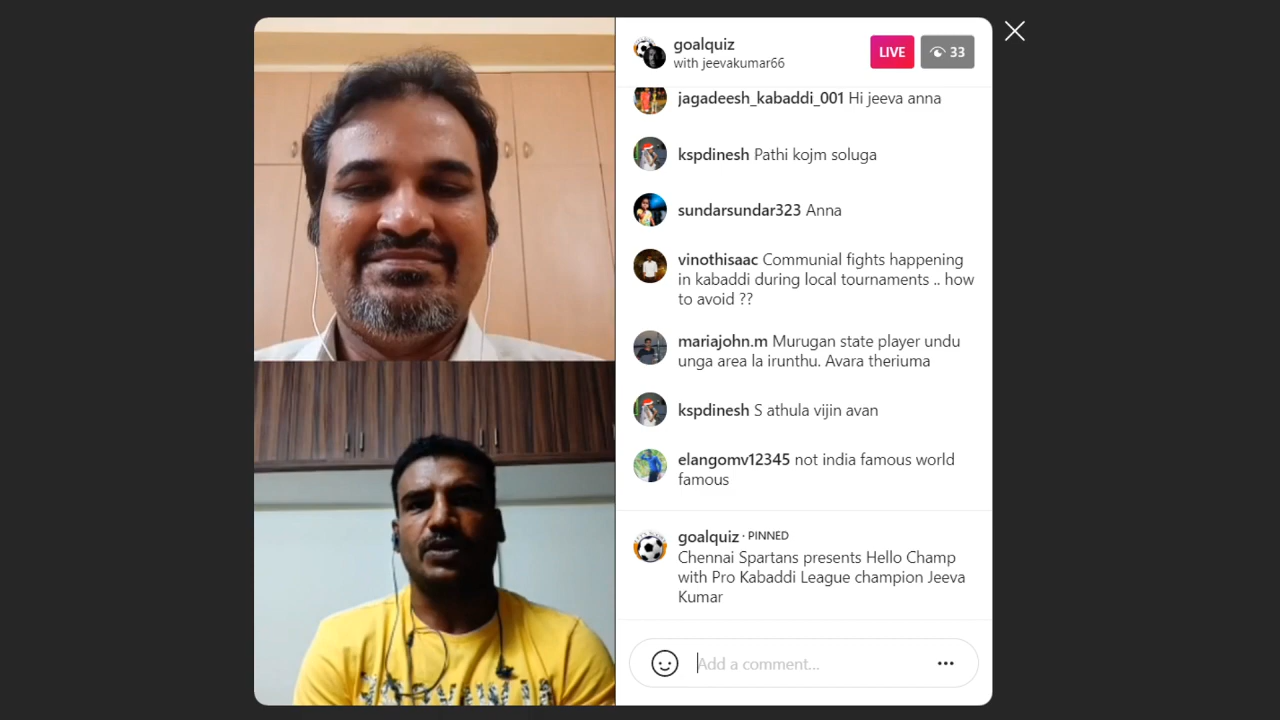 goalquiz
with jeevakumar66
LIVE
33
jagadeesh_kabaddi_001 Hi jeeva anna
kspdinesh Pathi kojm soluga
sundarsundar323 Anna
vinothisaac Communial fights happening
in kabaddi during local tournaments .. how
to avoid ??
mariajohn.m Murugan state player undu
unga area la irunthu. Avara theriuma
kspdinesh S athula vijin avan
elangomv12345 not india famous world
famous
goalquiz · PINNED
Chennai Spartans presents Hello Champ
with Pro Kabaddi League champion Jeeva
Kumar
Add a comment...